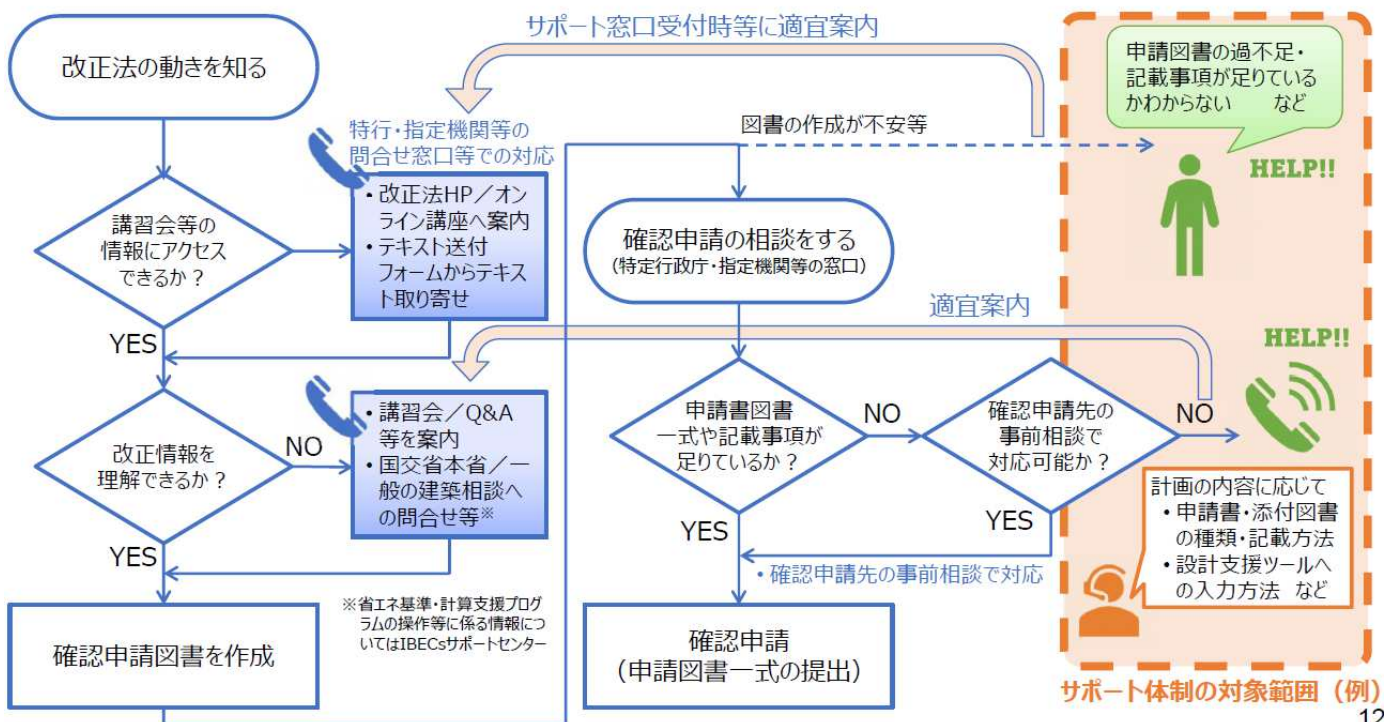 改正法の動きを知る
特行・指定機関等の
問合せ窓口等での対応
講習会等の
情報にアクセス
できるか？
・改正法HP／オン
ライン講座へ案内
・テキスト送付
フォームからテキス
ト取り寄せ
YES
改正情報を
理解できるか？
NO
・講習会／Q&A
等を案内
・国交省本省／一
般の建築相談へ
の問合せ等※
YES
※省エネ基準・計算支援プログ
ラムの操作等に係る情報につ
いてはIBECsサポートセンター
確認申請図書を作成
サポート窓口受付時等に適宜案内
図書の作成が不安等
確認申請の相談をする
（特定行政庁・指定機関等の窓口）
適宜案内
申請書図書
一式や記載事項が
足りているか？
NO
確認申請先の
事前相談で
対応可能か？
NO
YES
YES
・確認申請先の事前相談で対応
確認申請
（申請図書一式の提出）
申請図書の過不足・
記載事項が足りている
かわからない　など
HELP!!
HELP!!
計画の内容に応じて
・申請書・添付図書
の種類・記載方法
・設計支援ツールへ
の入力方法 など
サポート体制の対象範囲（例）
12